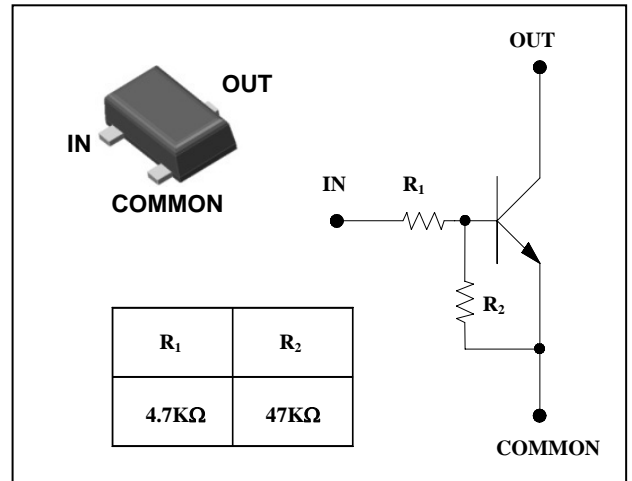 OUT
IN
COMMON
OUT
IN
R₁
R₂
COMMON
R₁ R₂
4.7KΩ 47KΩ